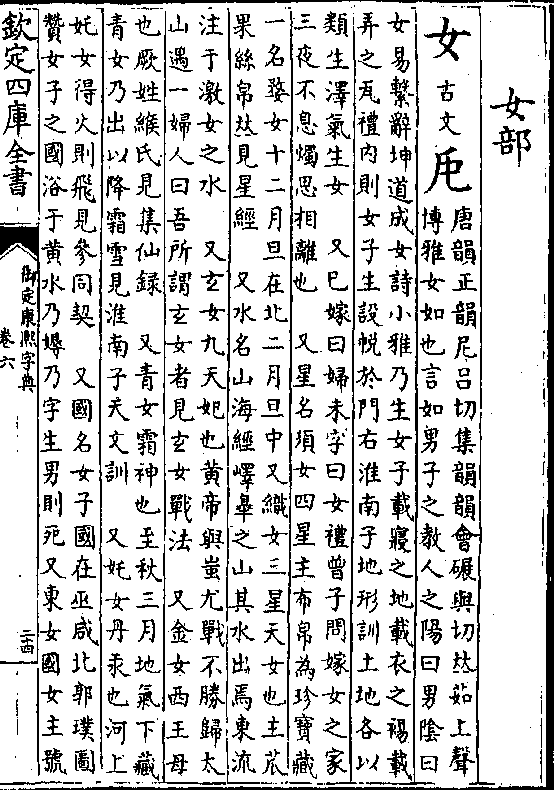 女部
女古文𠨰唐韻正韻尼呂切集韻韻會碾與切𠀤茹上聲
博雅女如也言如男子之教人之陽曰男陰曰
女易繫辭坤道成女詩小雅乃生女子載寢之地載衣之裼載
弄之瓦禮內則女子生設帨於門右淮南子地形訓土地各以
類生澤氣生女　又已嫁曰婦未字曰女禮曾子問嫁女之家
三夜不息燭思相離也　又星名須女四星主布帛為珍寶藏
一名婺女十二月旦在北二月旦中又織女三星天女也主苽
果絲帛𠀤見星經　又水名山海經嶧臯之山其水出焉東流
注于激女之水　又玄女九天妃也黃帝與蚩尤戰不勝歸太
山遇一婦人曰吾所謂玄女者見玄女戰法　又金女西王母
也厥姓緱氏見集仙録　又青女霜神也至秋三月地氣下藏
青女乃出以降霜雪見淮南子天文訓　又奼女丹汞也河上
奼女得火則飛見參同契　又國名女子國在巫咸北郭璞圖
贊女子之國浴于黃水乃媷乃字生男則死又東女國女主號
欽定四庫全書
御定康熙字典
卷六
二十四